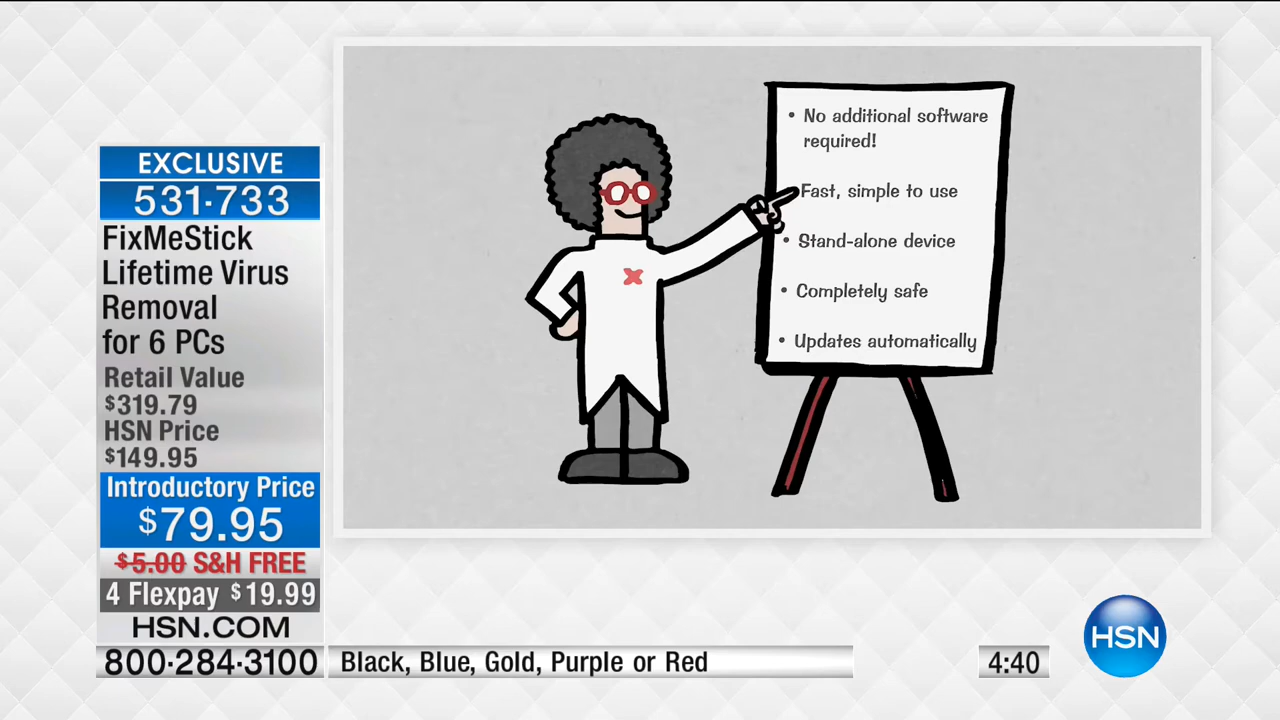 EXCLUSIVE
531·733
FixMeStick
Lifetime Virus
Removal
for 6 PCs
Retail Value
$319.79
HSN Price
$149.95
Introductory Price
$79.95
$5.00 S&H FREE
4 Flexpay $19.99
HSN.COM
800·284·3100
• No additional software
required!
• Fast, simple to use
• Stand-alone device
• Completely safe
• Updates automatically
Black, Blue, Gold, Purple or Red
4:40
HSN